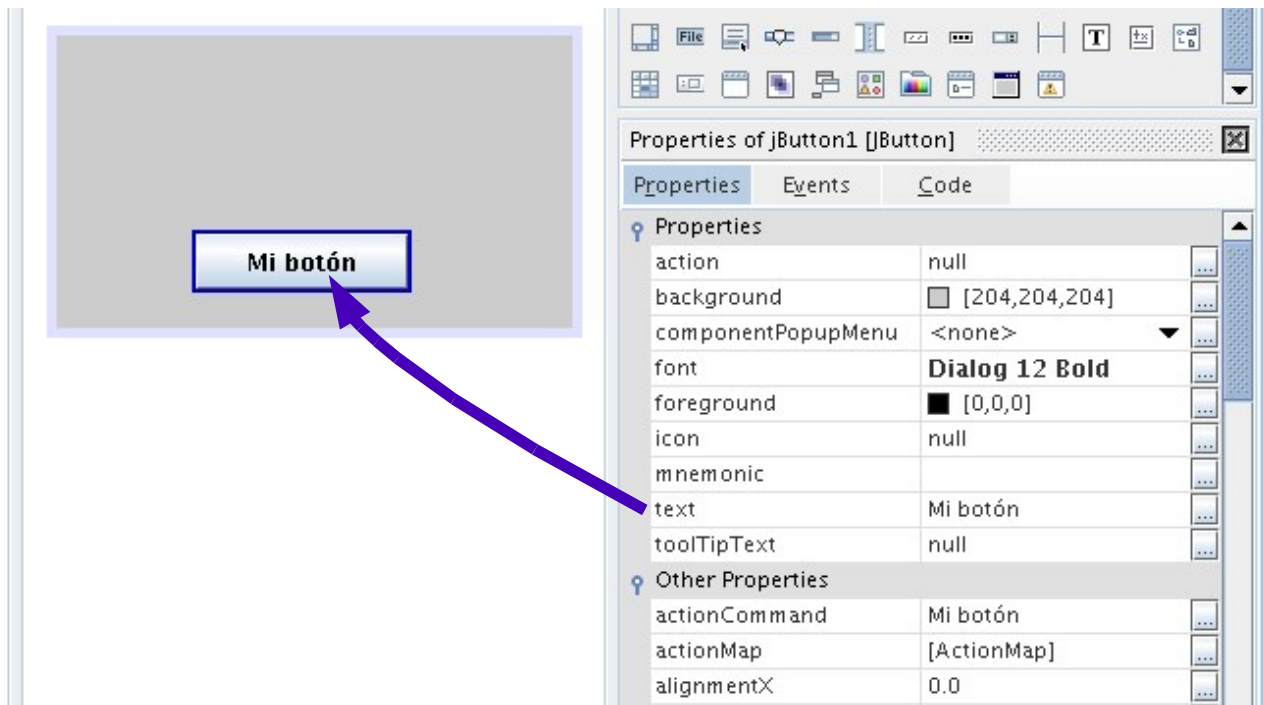 File
T
Properties of jButton1 [JButton]
Properties Events Code
Properties
action null ...
background [204,204,204] ...
componentPopupMenu <none> ...
font Dialog 12 Bold ...
foreground [0,0,0] ...
icon null ...
mnemonic ...
text Mi botón ...
toolTipText null ...
Other Properties
actionCommand Mi botón ...
actionMap [ActionMap] ...
alignmentX 0.0 ...
Mi botón